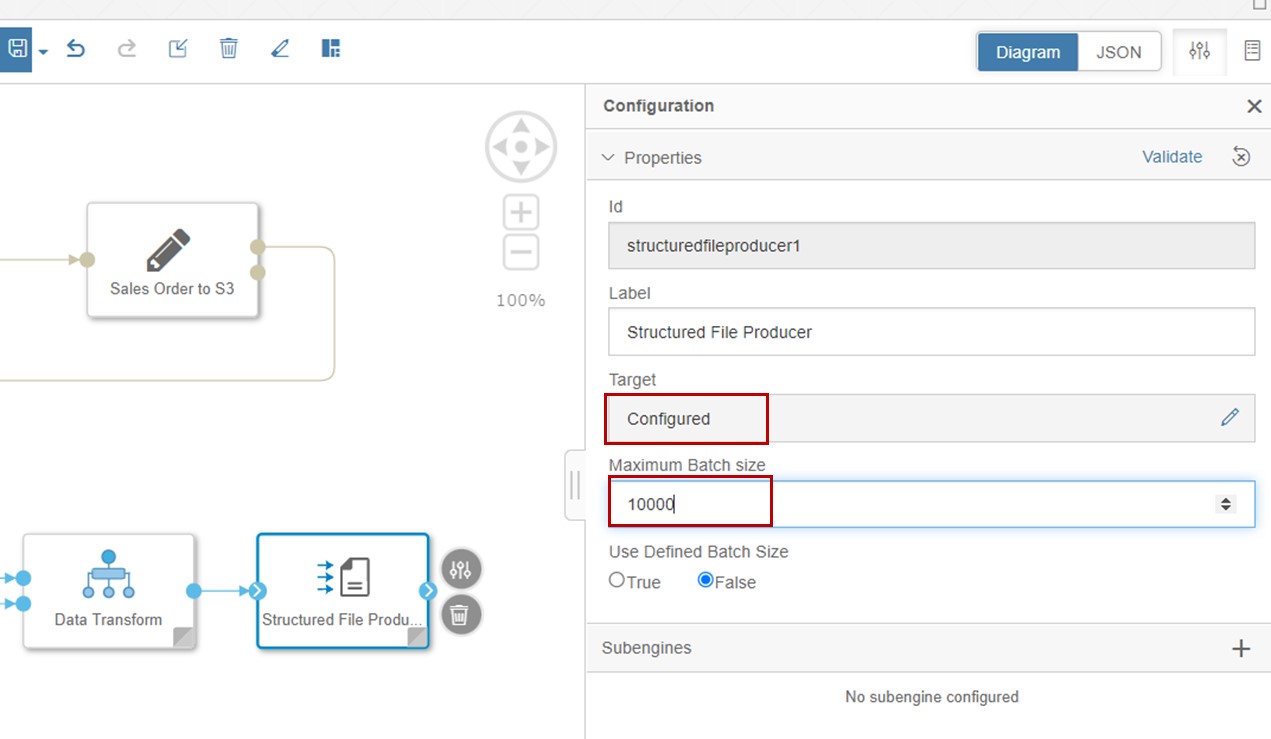 Diagram
JSON
Configuration
Properties
Validate
Id
structuredfileproducer1
Label
Structured File Producer
Target
Configured
Maximum Batch size
10000
Use Defined Batch Size
True
False
Subengines
No subengine configured
Sales Order to S3
100%
Data Transform
Structured File Produ...